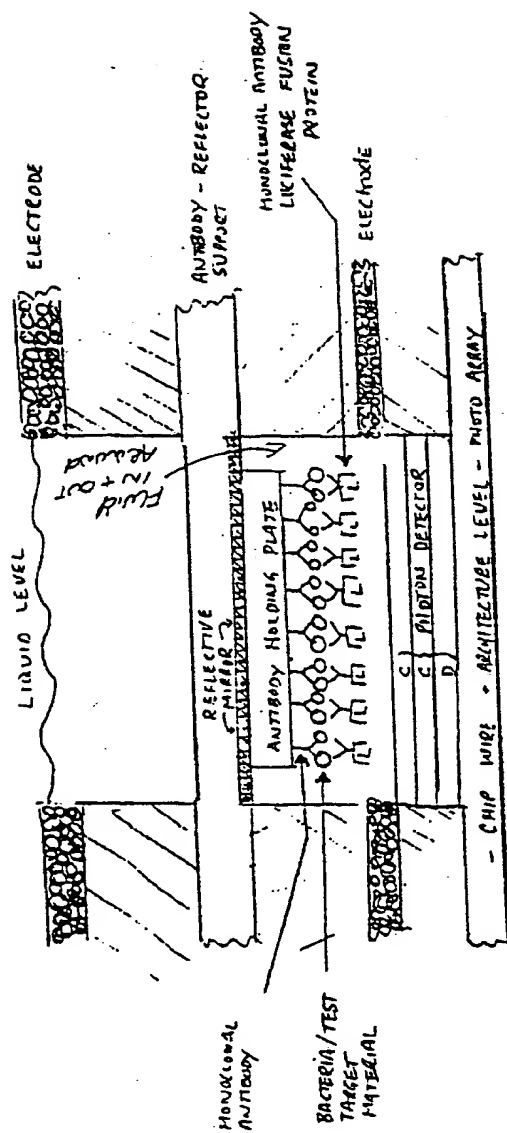 LIQUID LEVEL
ELECTRODE
FLUID
IN + OUT
AROUND
ANTIBODY - REFLECTOR
SUPPORT
REFLECTIVE
MIRROR
ANTIBODY HOLDING PLATE
MONOCLONAL ANTIBODY
LUCIFERASE FUSION
PROTEIN
MONOCLONAL
ANTIBODY
BACTERIA/TEST
TARGET
MATERIAL
ELECTRODE
C
C
D
PHOTON DETECTOR
- CHIP WIRE - ARCHITECTURE LEVEL - PHOTO ARRAY